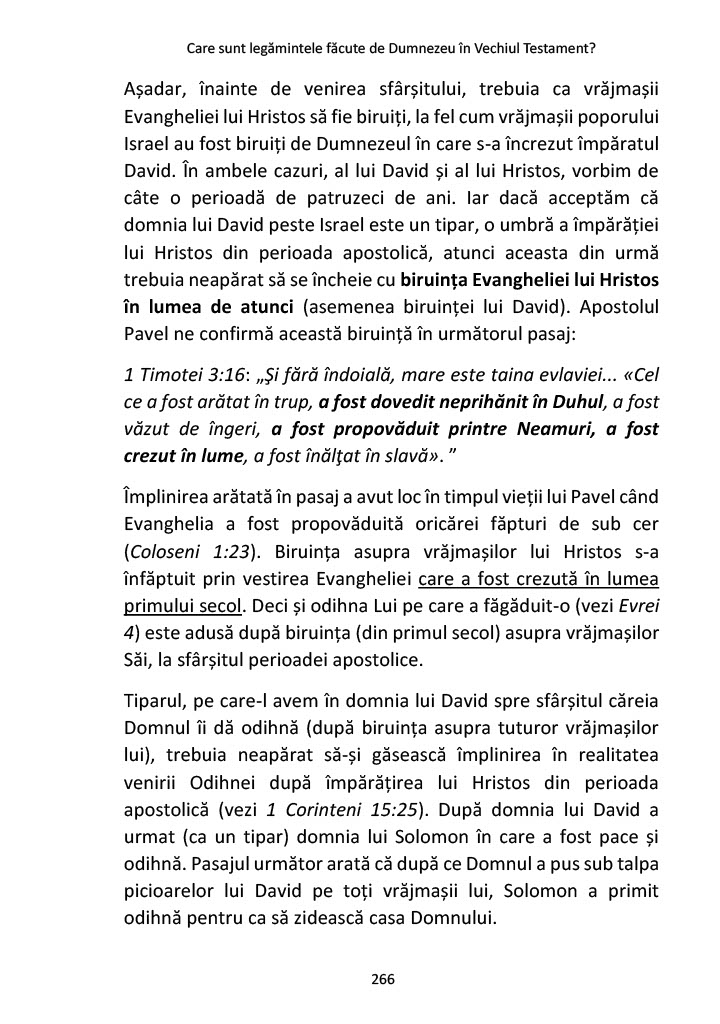 Care sunt legămintele făcute de Dumnezeu în Vechiul Testament?
Așadar, înainte de venirea sfârșitului, trebuia ca vrăjmașii
Evangheliei lui Hristos să fie biruiți, la fel cum vrăjmașii poporului
Israel au fost biruiți de Dumnezeul în care s-a încrezut împăratul
David. În ambele cazuri, al lui David și al lui Hristos, vorbim de
câte o perioadă de patruzeci de ani. Iar dacă acceptăm că
domnia lui David peste Israel este un tipar, o umbră a împărăției
lui Hristos din perioada apostolică, atunci aceasta din urmă
trebuia neapărat să se încheie cu biruința Evangheliei lui Hristos
în lumea de atunci (asemenea biruinței lui David). Apostolul
Pavel ne confirmă această biruință în următorul pasaj:
1 Timotei 3:16: „Şi fără îndoială, mare este taina evlaviei... «Cel
ce a fost arătat în trup, a fost dovedit neprihănit în Duhul, a fost
văzut de îngeri, a fost propovăduit printre Neamuri, a fost
crezut în lume, a fost înălţat în slavă». ”
Împlinirea arătată în pasaj a avut loc în timpul vieții lui Pavel când
Evanghelia a fost propovăduită oricărei făpturi de sub cer
(Coloseni 1:23). Biruința asupra vrăjmașilor lui Hristos s-a
înfăptuit prin vestirea Evangheliei care a fost crezută în lumea
primului secol. Deci și odihna Lui pe care a făgăduit-o (vezi Evrei
4) este adusă după biruința (din primul secol) asupra vrăjmașilor
Săi, la sfârșitul perioadei apostolice.
Tiparul, pe care-l avem în domnia lui David spre sfârșitul căreia
Domnul îi dă odihnă (după biruința asupra tuturor vrăjmașilor
lui), trebuia neapărat să-și găsească împlinirea în realitatea
venirii Odihnei după împărățirea lui Hristos din perioada
apostolică (vezi 1 Corinteni 15:25). După domnia lui David a
urmat (ca un tipar) domnia lui Solomon în care a fost pace și
odihnă. Pasajul următor arată că după ce Domnul a pus sub talpa
picioarelor lui David pe toți vrăjmașii lui, Solomon a primit
odihnă pentru ca să zidească casa Domnului.
266